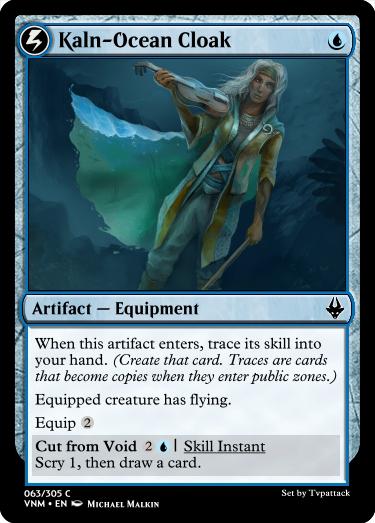 Kaln-Ocean Cloak
Artifact — Equipment
When this artifact enters, trace its skill into
your hand. (Create that card. Traces are cards
that become copies when they enter public zones.)
Equipped creature has flying.
Equip 2
Cut from Void 2 | Skill Instant
Scry 1, then draw a card.
063/305 C
Set by Tvpattack
VNM • EN Michael Malkin